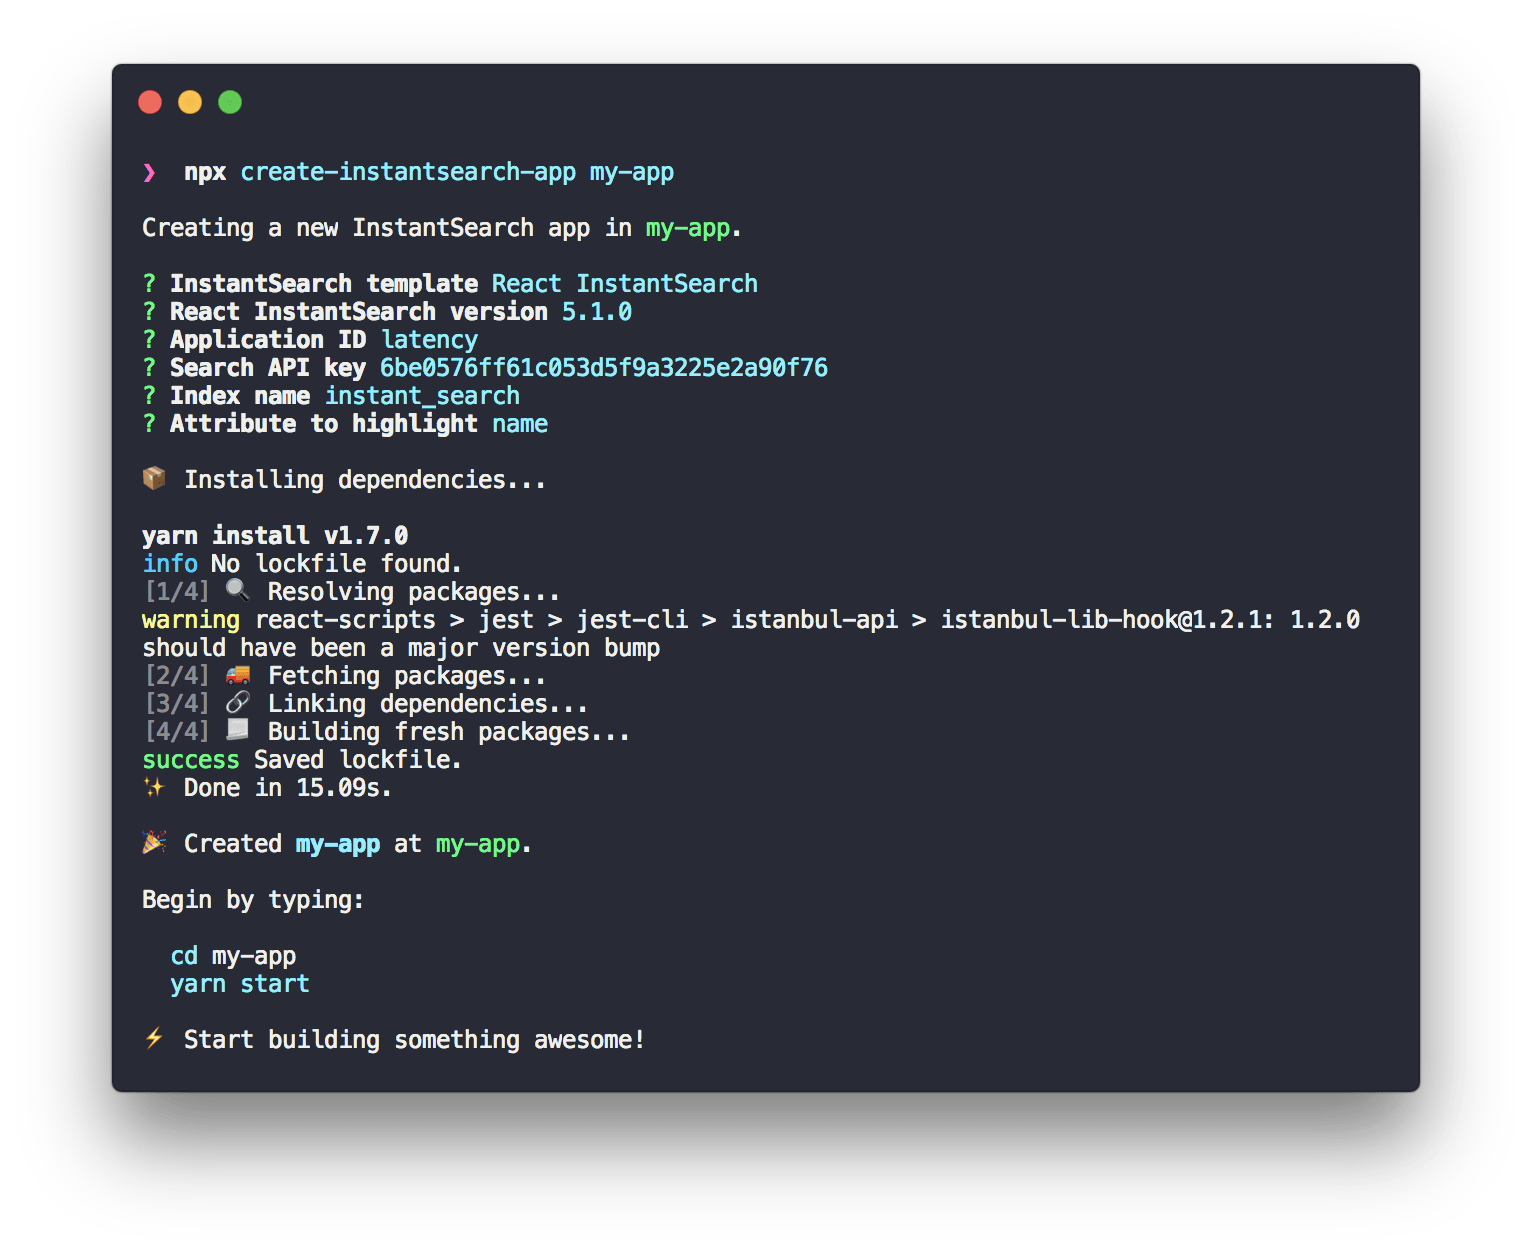 ❯ npx create-instantsearch-app my-app
Creating a new InstantSearch app in my-app.
? InstantSearch template React InstantSearch
? React InstantSearch version 5.1.0
? Application ID latency
? Search API key 6be0576ff61c053d5f9a3225e2a90f76
? Index name instant_search
? Attribute to highlight name
📦 Installing dependencies...
yarn install v1.7.0
info No lockfile found.
[1/4] 🔍 Resolving packages...
warning react-scripts > jest > jest-cli > istanbul-api > istanbul-lib-hook@1.2.1: 1.2.0
should have been a major version bump
[2/4] 🚚 Fetching packages...
[3/4] 🔗 Linking dependencies...
[4/4] 📃 Building fresh packages...
success Saved lockfile.
✨ Done in 15.09s.
🎉 Created my-app at my-app.
Begin by typing:
cd my-app
yarn start
⚡ Start building something awesome!